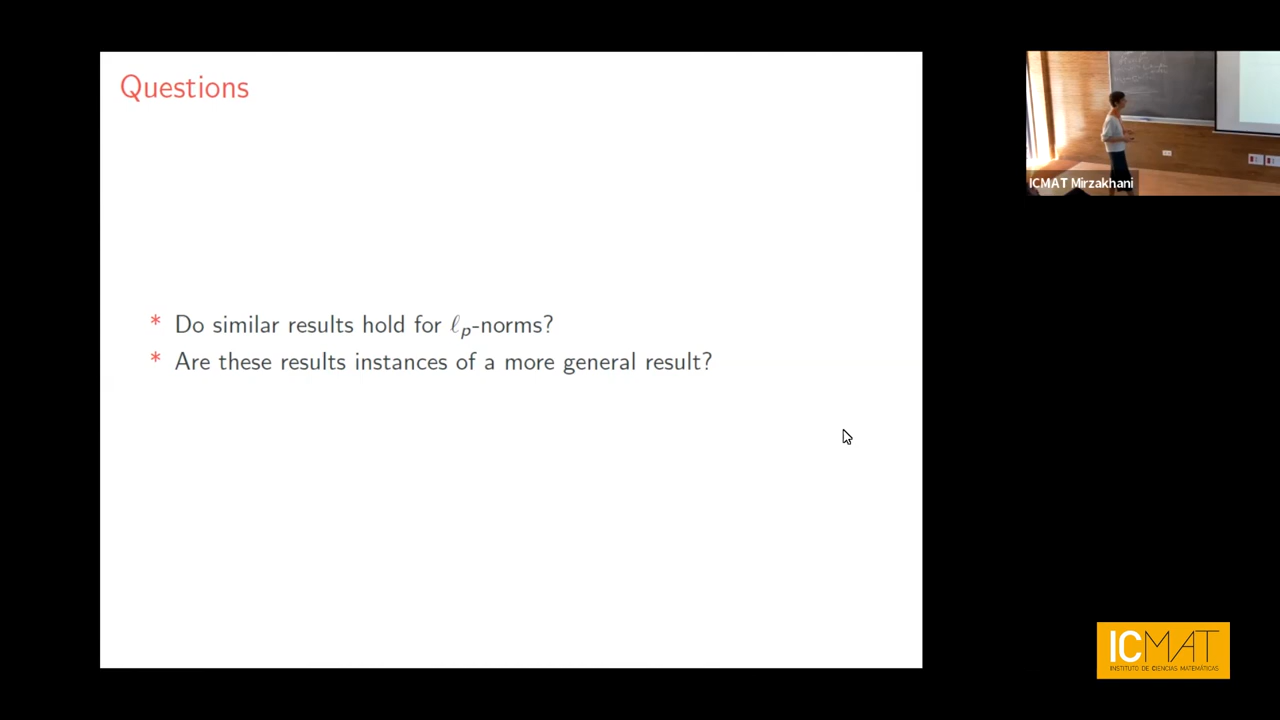 Questions
* Do similar results hold for ℓp-norms?
* Are these results instances of a more general result?
ICMAT Mirzakhani
ICMAT
INSTITUTO DE CIENCIAS MATEMÁTICAS